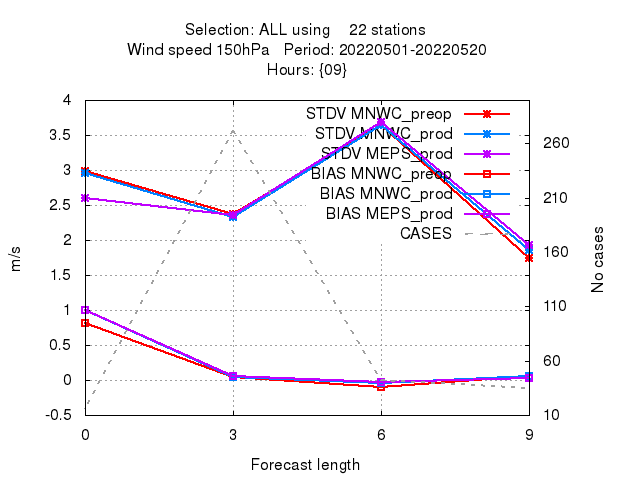 Selection: ALL using 22 stations
Wind speed 150hPa Period: 20220501-20220520
Hours: {09}
4
3.5
3
2.5
2
1.5
1
0.5
0
-0.5
m/s
STDV MNWC_preop
STDV MNWC_prod
STDV MEPS_prod
BIAS MNWC_preop
BIAS MNWC_prod
BIAS MEPS_prod
CASES
260
210
160
110
60
10
No cases
0 3 6 9
Forecast length